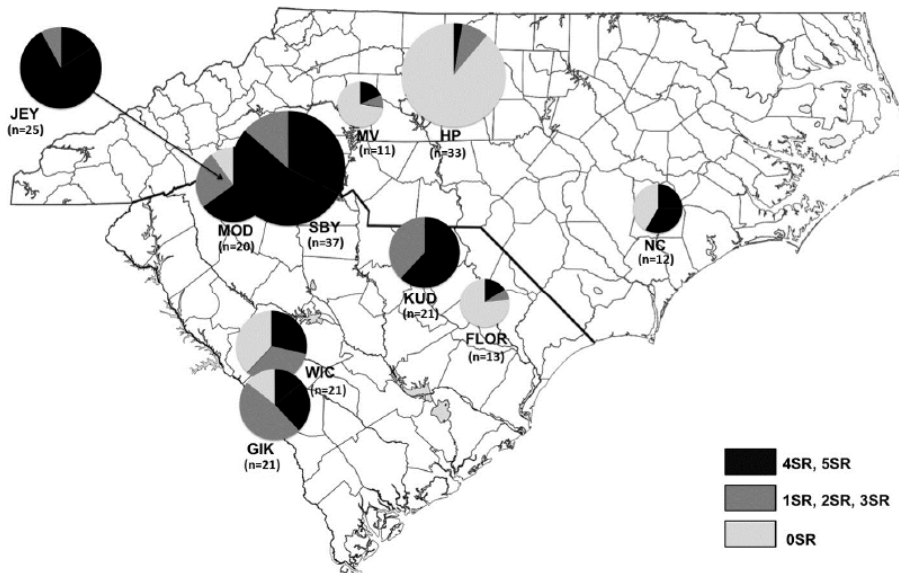 JEY
(n=25)
MV
(n=11)
HP
(n=33)
MOD
(n=20)
SBY
(n=37)
NC
(n=12)
KUD
(n=21)
FLOR
(n=13)
WIC
(n=21)
GIK
(n=21)
4SR, 5SR
1SR, 2SR, 3SR
0SR